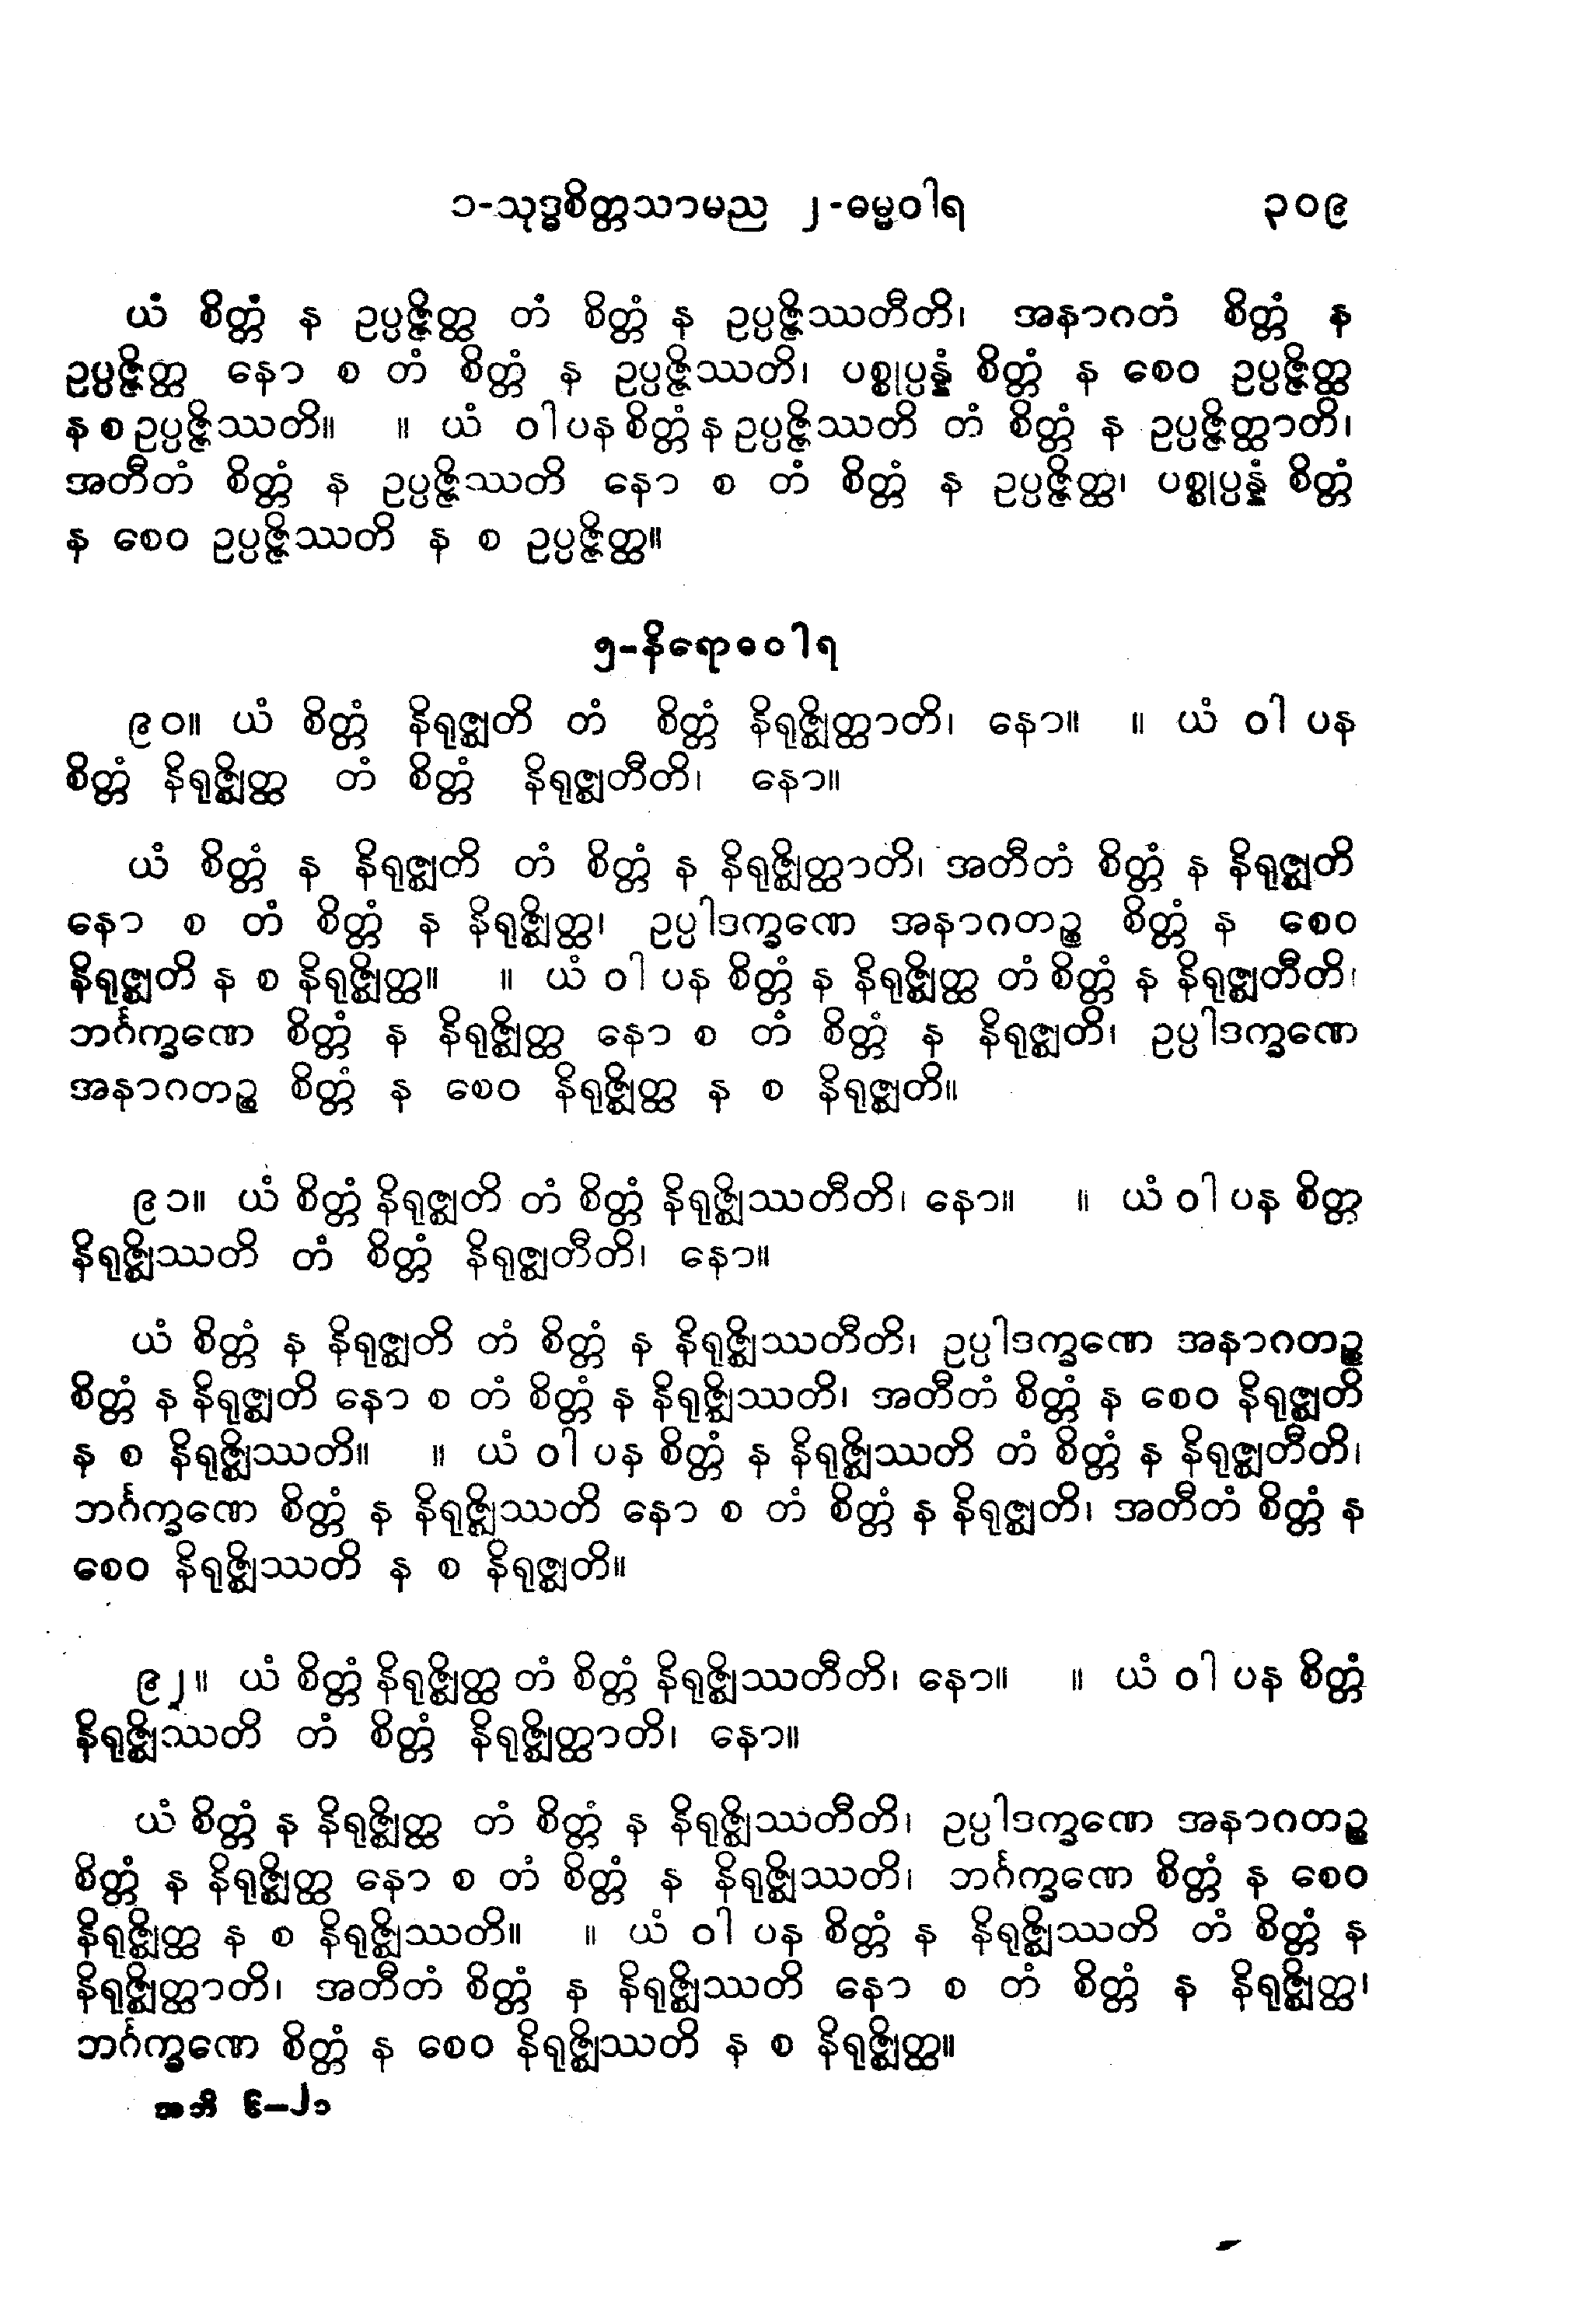 ၁-သုဒ္ဓစိတ္တသာမည ၂-ဓမ္မဝါရ ၃၀၉
ယံ စိတ္တံ န ဥပ္ပဇ္ဇိတ္ထ တံ စိတ္တံ န ဥပ္ပဇ္ဇိဿတီတိ၊ အနာဂတံ စိတ္တံ န
ဥပ္ပဇ္ဇိတ္ထ နော စ တံ စိတ္တံ န ဥပ္ပဇ္ဇိဿတိ၊ ပစ္စုပ္ပန္နံ စိတ္တံ န စေဝ ဥပ္ပဇ္ဇိတ္ထ
န စ ဥပ္ပဇ္ဇိဿတိ။ ။ ယံ ဝါ ပန စိတ္တံ န ဥပ္ပဇ္ဇိဿတိ တံ စိတ္တံ န ဥပ္ပဇ္ဇိတ္ထာတိ၊
အတီတံ စိတ္တံ န ဥပ္ပဇ္ဇိဿတိ နော စ တံ စိတ္တံ န ဥပ္ပဇ္ဇိတ္ထ၊ ပစ္စုပ္ပန္နံ စိတ္တံ
န စေဝ ဥပ္ပဇ္ဇိဿတိ န စ ဥပ္ပဇ္ဇိတ္ထ။
၅-နိရောဓဝါရ
၉၀။ ယံ စိတ္တံ နိရုဇ္ဈတိ တံ စိတ္တံ နိရုဇ္ဈိတ္ထာတိ၊ နော။ ။ ယံ ဝါ ပန
စိတ္တံ နိရုဇ္ဈိတ္ထ တံ စိတ္တံ နိရုဇ္ဈတီတိ၊ နော။
ယံ စိတ္တံ န နိရုဇ္ဈတိ တံ စိတ္တံ န နိရုဇ္ဈိတ္ထာတိ၊ အတီတံ စိတ္တံ န နိရုဇ္ဈတိ
နော စ တံ စိတ္တံ န နိရုဇ္ဈိတ္ထ၊ ဥပ္ပါဒက္ခဏေ အနာဂတဉ္စ စိတ္တံ န စေဝ
နိရုဇ္ဈတိ န စ နိရုဇ္ဈိတ္ထ။ ။ ယံ ဝါ ပန စိတ္တံ န နိရုဇ္ဈိတ္ထ တံ စိတ္တံ န နိရုဇ္ဈတီတိ၊
ဘင်္ဂက္ခဏေ စိတ္တံ န နိရုဇ္ဈိတ္ထ နော စ တံ စိတ္တံ န နိရုဇ္ဈတိ၊ ဥပ္ပါဒက္ခဏေ
အနာဂတဉ္စ စိတ္တံ န စေဝ နိရုဇ္ဈိတ္ထ န စ နိရုဇ္ဈတိ။
၉၁။ ယံ စိတ္တံ နိရုဇ္ဈတိ တံ စိတ္တံ နိရုဇ္ဈိဿတီတိ၊ နော။ ။ ယံ ဝါ ပန စိတ္တ
နိရုဇ္ဈိဿတိ တံ စိတ္တံ နိရုဇ္ဈတီတိ၊ နော။
ယံ စိတ္တံ န နိရုဇ္ဈတိ တံ စိတ္တံ န နိရုဇ္ဈိဿတီတိ၊ ဥပ္ပါဒက္ခဏေ အနာဂတဉ္စ
စိတ္တံ န နိရုဇ္ဈတိ နော စ တံ စိတ္တံ န နိရုဇ္ဈိဿတိ၊ အတီတံ စိတ္တံ န စေဝ နိရုဇ္ဈတိ
န စ နိရုဇ္ဈိဿတိ။ ။ ယံ ဝါ ပန စိတ္တံ န နိရုဇ္ဈိဿတိ တံ စိတ္တံ န နိရုဇ္ဈတီတိ၊
ဘင်္ဂက္ခဏေ စိတ္တံ န နိရုဇ္ဈိဿတိ နော စ တံ စိတ္တံ န နိရုဇ္ဈတိ၊ အတီတံ စိတ္တံ န
စေဝ နိရုဇ္ဈိဿတိ န စ နိရုဇ္ဈတိ။
၉၂။ ယံ စိတ္တံ နိရုဇ္ဈိတ္ထ တံ စိတ္တံ နိရုဇ္ဈိဿတီတိ၊ နော။ ။ ယံ ဝါ ပန စိတ္တံ
နိရုဇ္ဈိဿတိ တံ စိတ္တံ နိရုဇ္ဈိတ္ထာတိ၊ နော။
ယံ စိတ္တံ န နိရုဇ္ဈိတ္ထ တံ စိတ္တံ န နိရုဇ္ဈိဿတီတိ၊ ဥပ္ပါဒက္ခဏေ အနာဂတဉ္စ
စိတ္တံ န နိရုဇ္ဈိတ္ထ နော စ တံ စိတ္တံ န နိရုဇ္ဈိဿတိ၊ ဘင်္ဂက္ခဏေ စိတ္တံ န စေဝ
နိရုဇ္ဈိတ္ထ န စ နိရုဇ္ဈိဿတိ။ ။ ယံ ဝါ ပန စိတ္တံ န နိရုဇ္ဈိဿတိ တံ စိတ္တံ န
နိရုဇ္ဈိတ္ထာတိ၊ အတီတံ စိတ္တံ န နိရုဇ္ဈိဿတိ နော စ တံ စိတ္တံ န နိရုဇ္ဈိတ္ထ၊
ဘင်္ဂက္ခဏေ စိတ္တံ န စေဝ နိရုဇ္ဈိဿတိ န စ နိရုဇ္ဈိတ္ထ။
အဘိ ၆-၂၁